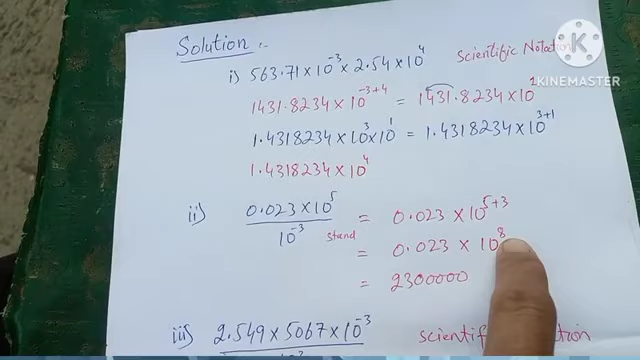 Solution :-
i) 563.71 × 10⁻³ × 2.54 × 10⁴ Scientific Notation
1431.8234 × 10⁻³⁺⁴ = 1431.8234 × 10¹
1.4318234 × 10³ × 10¹ = 1.4318234 × 10³⁺¹
1.4318234 × 10⁴
ii) 0.023 × 10⁵ / 10⁻³ = 0.023 × 10⁵⁺³
Stand = 0.023 × 10⁸
= 2300000
iii) 2.549 × 5067 × 10⁻³
KINEMASTER